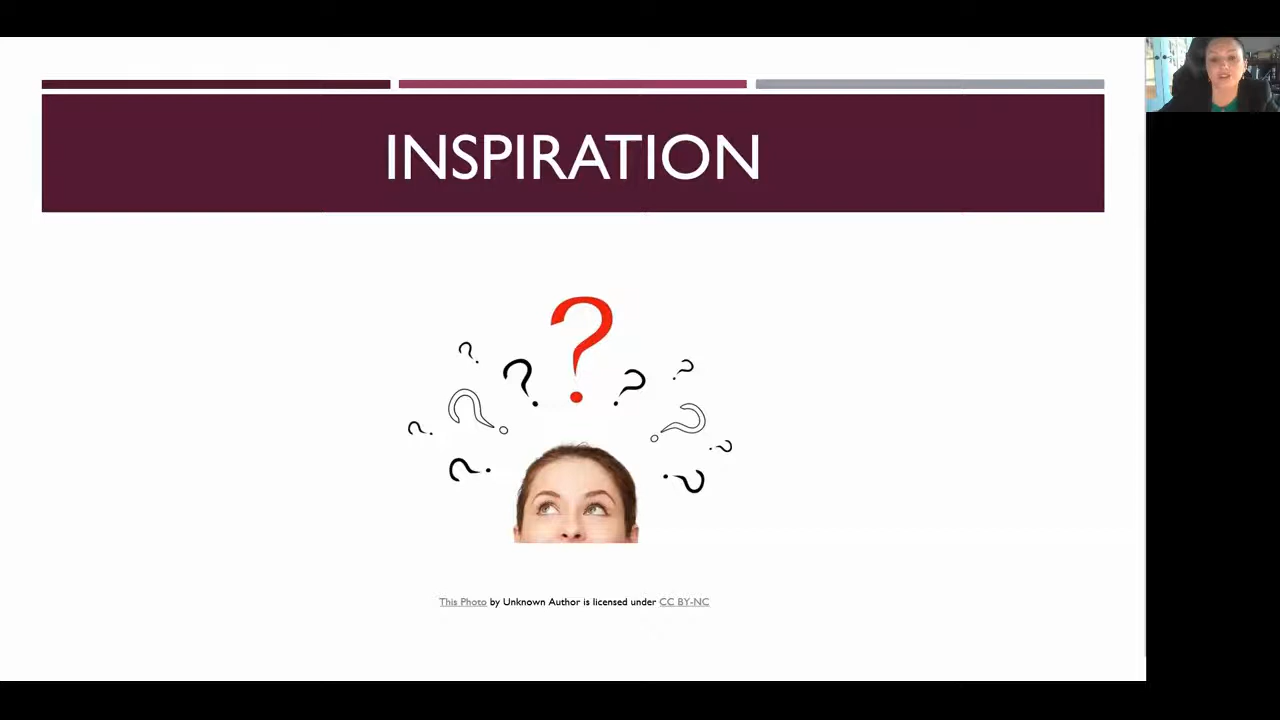 INSPIRATION
?
? ? ? ?
? ?
? ?
? ?
This Photo by Unknown Author is licensed under CC BY-NC